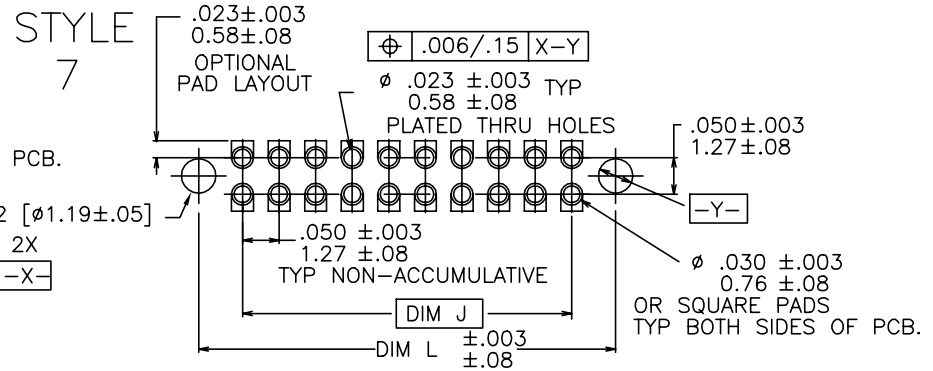 STYLE
7
.023±.003
0.58±.08
OPTIONAL
PAD LAYOUT
⌖ .006/.15 X-Y
ø .023 ±.003 TYP
0.58 ±.08
PLATED THRU HOLES
.050±.003
1.27±.08
PCB.
2 [ø1.19±.05]
2X
-X-
-Y-
.050 ±.003
1.27 ±.08
TYP NON-ACCUMULATIVE
ø .030 ±.003
0.76 ±.08
OR SQUARE PADS
TYP BOTH SIDES OF PCB.
DIM J
DIM L ±.003
±.08